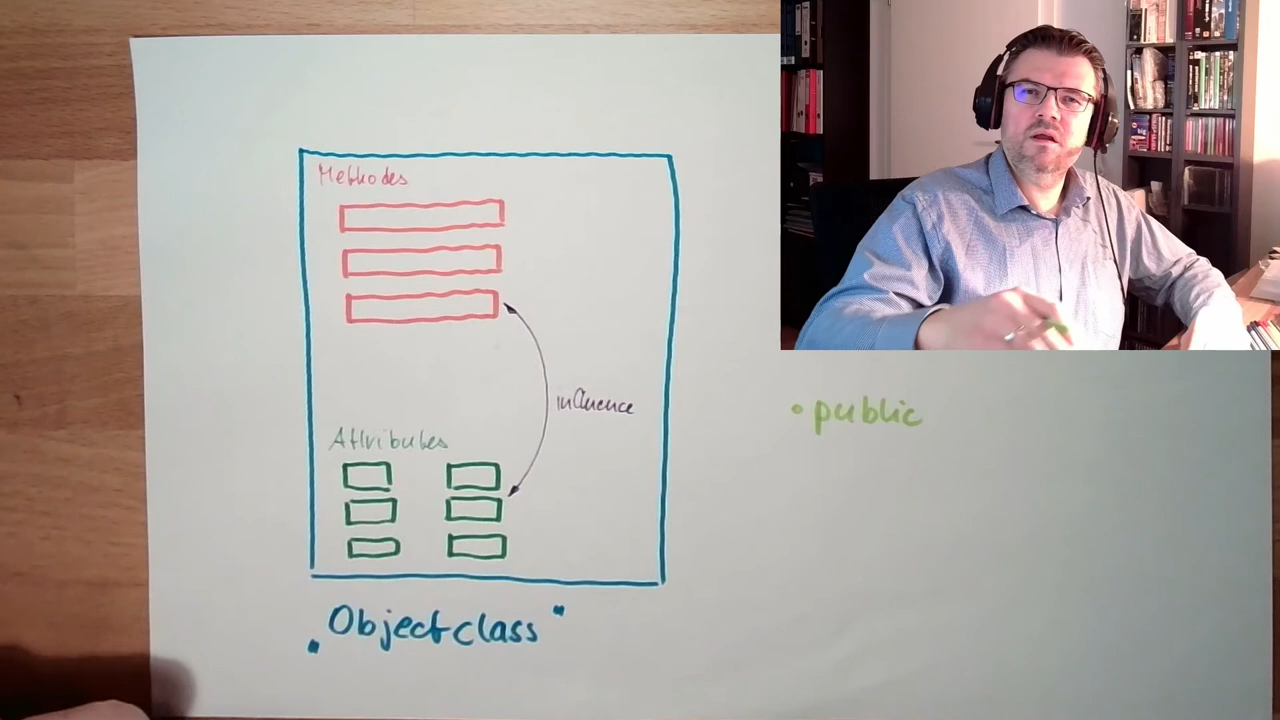 Methodes
influence
• public
Attributes
"Objectclass"